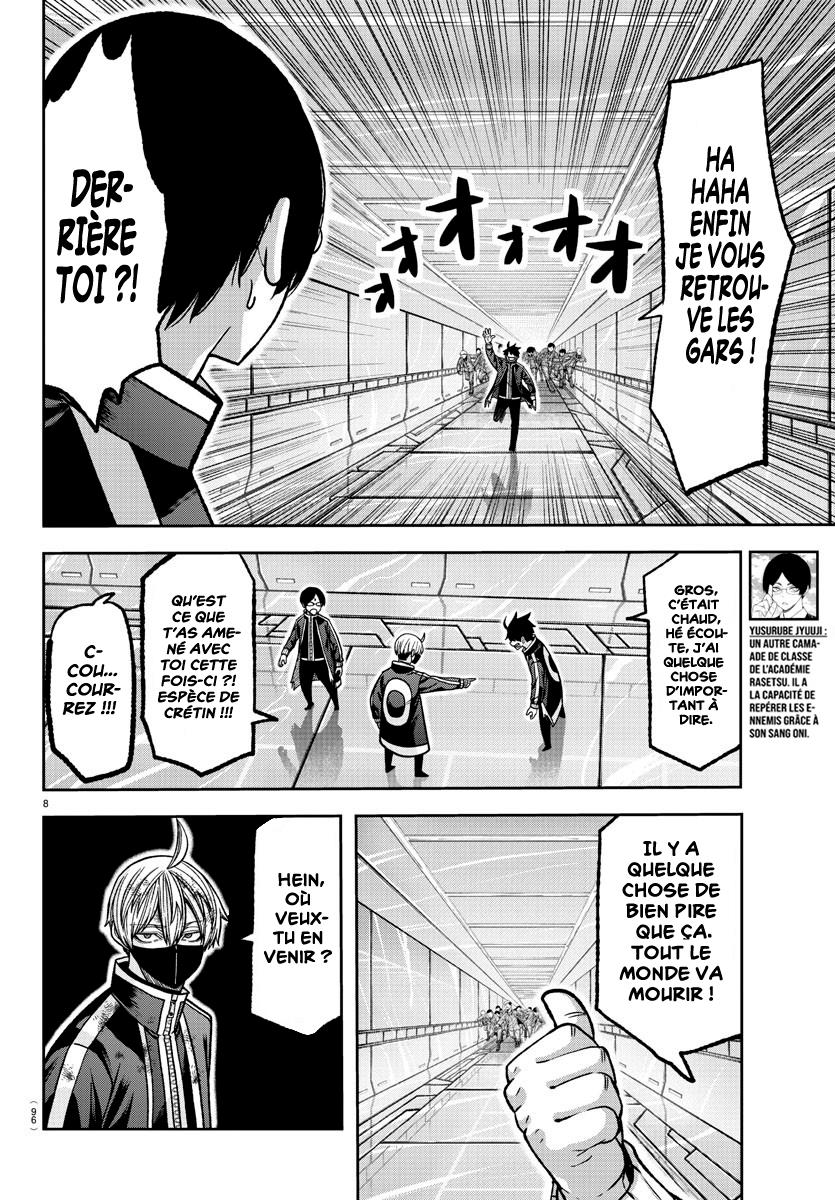 HA
HAHA
ENFIN
JE VOUS
RETROU-
VE LES
GARS !
オオオオオオ
DER-
RIÈRE
TOI ?!
GROS,
C'ÉTAIT
CHAUD,
HÉ ÉCOU-
TE, J'AI
QUELQUE
CHOSE
D'IMPOR-
TANT À
DIRE.
QU'EST
CE QUE
T'AS AME-
NÉ AVEC
TOI CETTE
FOIS-CI ?!
ESPÈCE DE
CRÉTIN !!!
C-
COU...
COUR-
REZ !!!
YUSURUBE JYUUJI :
UN AUTRE CAMA-
ADE DE CLASSE
DE L'ACADÉMIE
RASETSU. IL A
LA CAPACITÉ DE
REPÉRER LES E-
NNEMIS GRÂCE À
SON SANG ONI.
8
IL Y A
QUELQUE
CHOSE DE
BIEN PIRE
QUE ÇA.
TOUT LE
MONDE VA
MOURIR !
HEIN,
OÙ
VEUX-
TU EN
VENIR ?
(96)